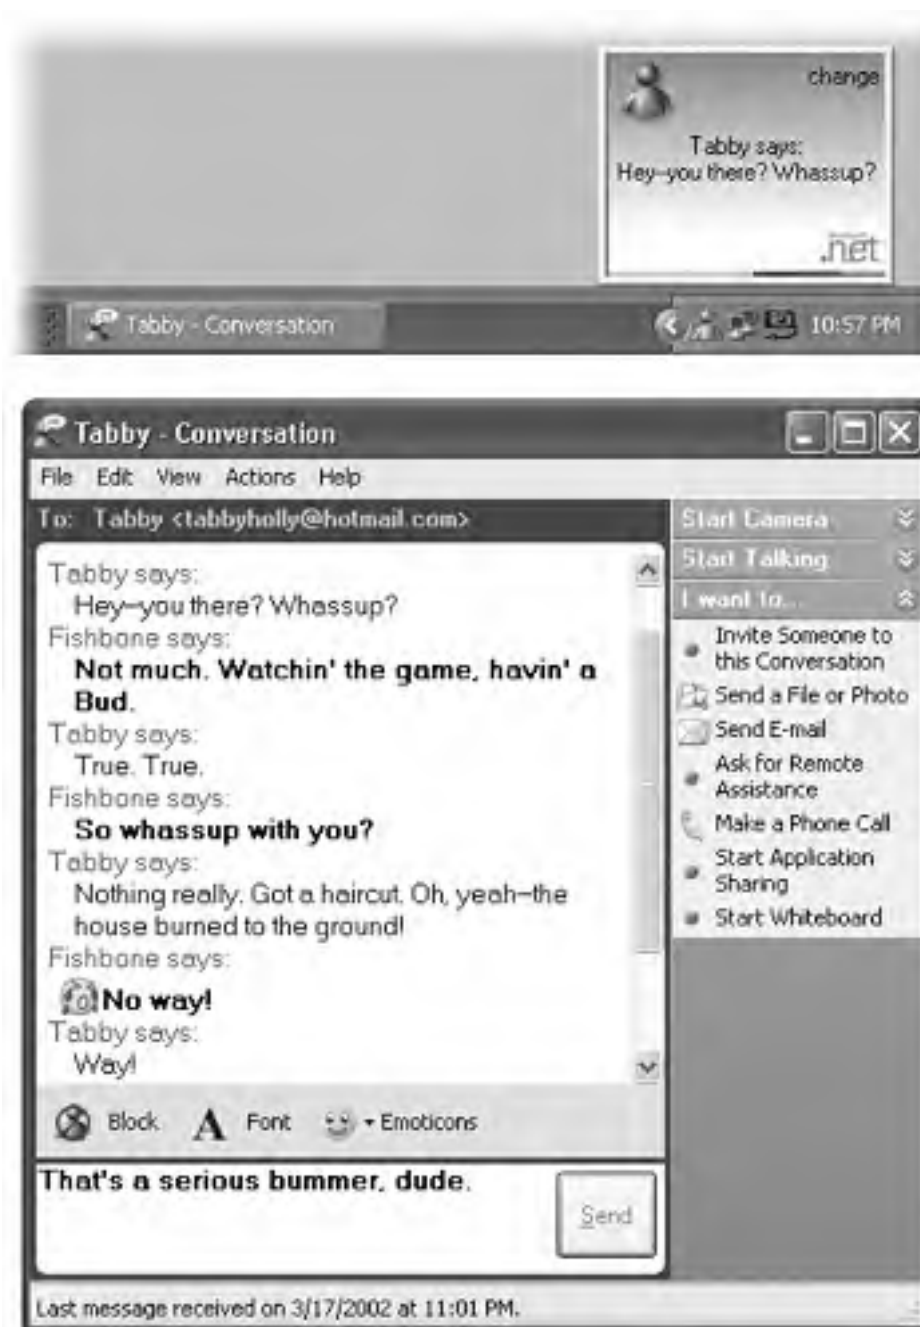 change
Tabby says:
Hey–you there? Whassup?
.net
Tabby - Conversation
10:57 PM
Tabby - Conversation
File Edit View Actions Help
To: Tabby <tabbyholly@hotmail.com>
Tabby says:
Hey–you there? Whassup?
Fishbone says:
Not much. Watchin' the game, havin' a
Bud.
Tabby says:
True. True.
Fishbone says:
So whassup with you?
Tabby says:
Nothing really. Got a haircut. Oh, yeah–the
house burned to the ground!
Fishbone says:
No way!
Tabby says:
Way!
Block Font Emoticons
That's a serious bummer, dude.
Send
Last message received on 3/17/2002 at 11:01 PM.
Start Camera
Start Talking
I want to...
Invite Someone to
this Conversation
Send a File or Photo
Send E-mail
Ask for Remote
Assistance
Make a Phone Call
Start Application
Sharing
Start Whiteboard